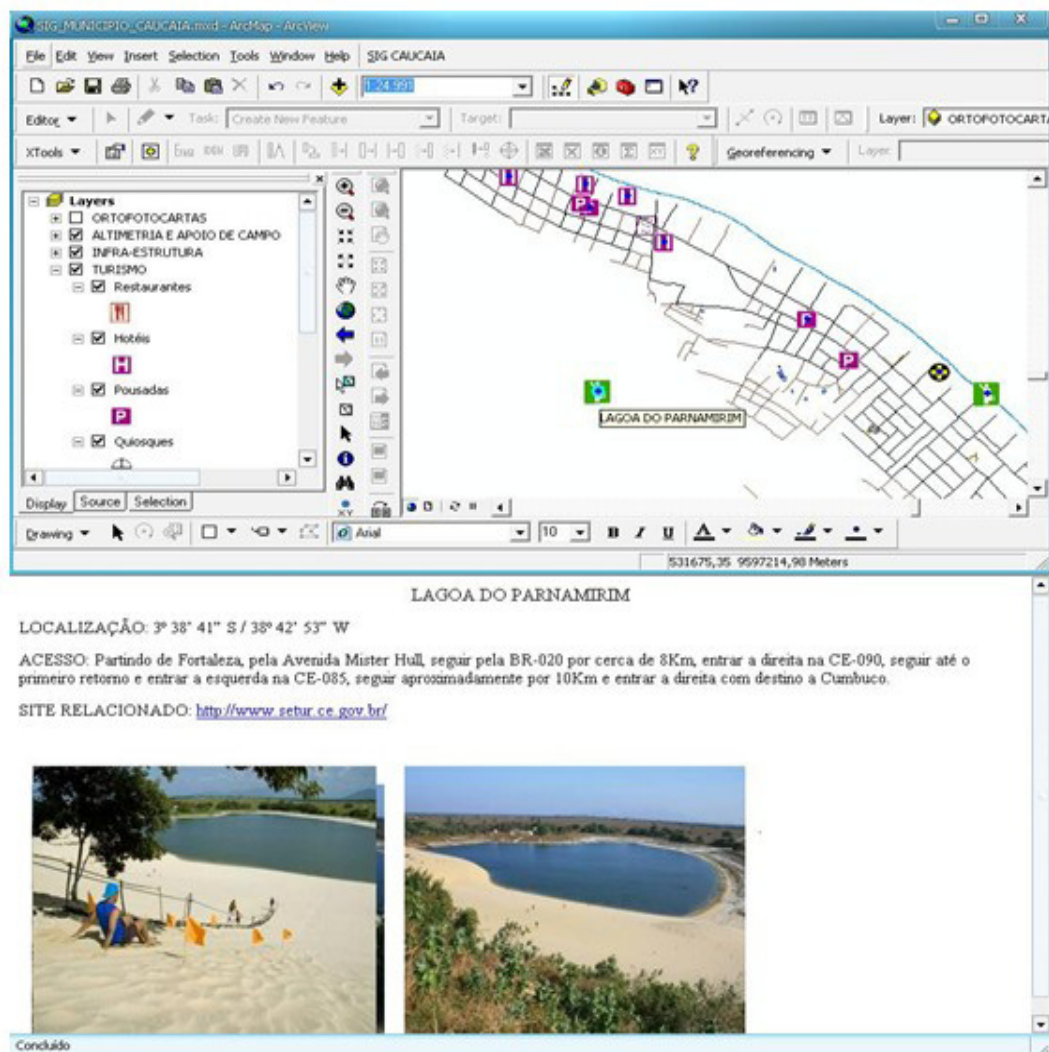 SIG_MUNICIPIO_CAUCAIA.mxd - ArcMap - ArcView
File Edit View Insert Selection Tools Window Help SIG CAUCAIA
1:24.991
Editor Task: Create New Feature Target: Layer: ORTOFOTOCARTA
XTools Georeferencing Layer:
Layers
ORTOFOTOCARTAS
ALTIMETRIA E APOIO DE CAMPO
INFRA-ESTRUTURA
TURISMO
Restaurantes
Hotéis
H
Pousadas
P
Quiosques
P
P
LAGOA DO PARNAMIRIM
Display Source Selection
Drawing Arial 10 B I U A
531675,35 9597214,98 Meters
LAGOA DO PARNAMIRIM
LOCALIZAÇÃO: 3º 38' 41" S / 38º 42' 53" W
ACESSO: Partindo de Fortaleza, pela Avenida Mister Hull, seguir pela BR-020 por cerca de 8Km, entrar a direita na CE-090, seguir até o
primeiro retorno e entrar a esquerda na CE-085, seguir aproximadamente por 10Km e entrar a direita com destino a Cumbuco.
SITE RELACIONADO: http://www.setur.ce.gov.br/
Concluído